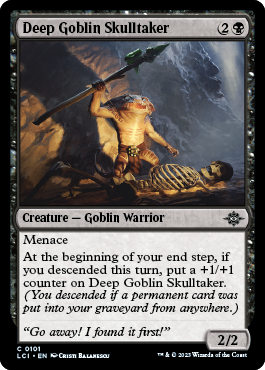 Deep Goblin Skulltaker 2
Creature — Goblin Warrior
Menace
At the beginning of your end step, if
you descended this turn, put a +1/+1
counter on Deep Goblin Skulltaker.
(You descended if a permanent card was
put into your graveyard from anywhere.)
“Go away! I found it first!”
2/2
C 0101
LCI • EN Cristi Balanescu
™ & © 2023 Wizards of the Coast